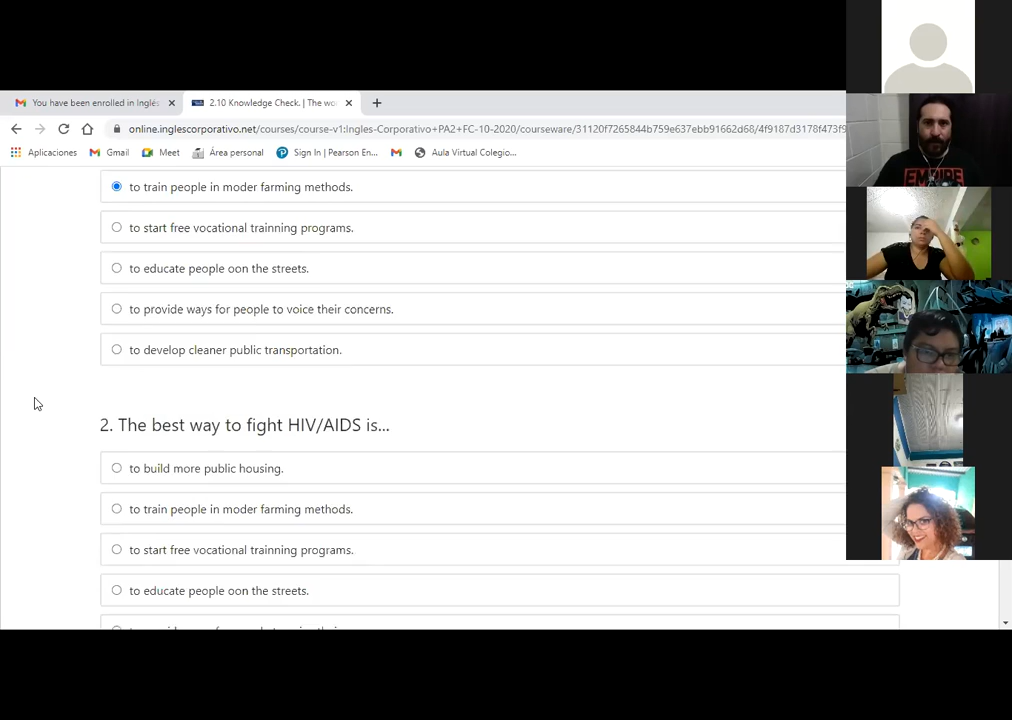 You have been enrolled in Inglés
2.10 Knowledge Check. | The wo
online.inglescorporativo.net/courses/course-v1:Ingles-Corporativo+PA2+FC-10-2020/courseware/31120f7265844b759e637ebb91662d68/4f9187d3178f473f9
Aplicaciones Gmail Meet Área personal Sign In | Pearson En... Aula Virtual Colegio...
to train people in moder farming methods.
to start free vocational trainning programs.
to educate people oon the streets.
to provide ways for people to voice their concerns.
to develop cleaner public transportation.
2. The best way to fight HIV/AIDS is...
to build more public housing.
to train people in moder farming methods.
to start free vocational trainning programs.
to educate people oon the streets.
EMPIRE